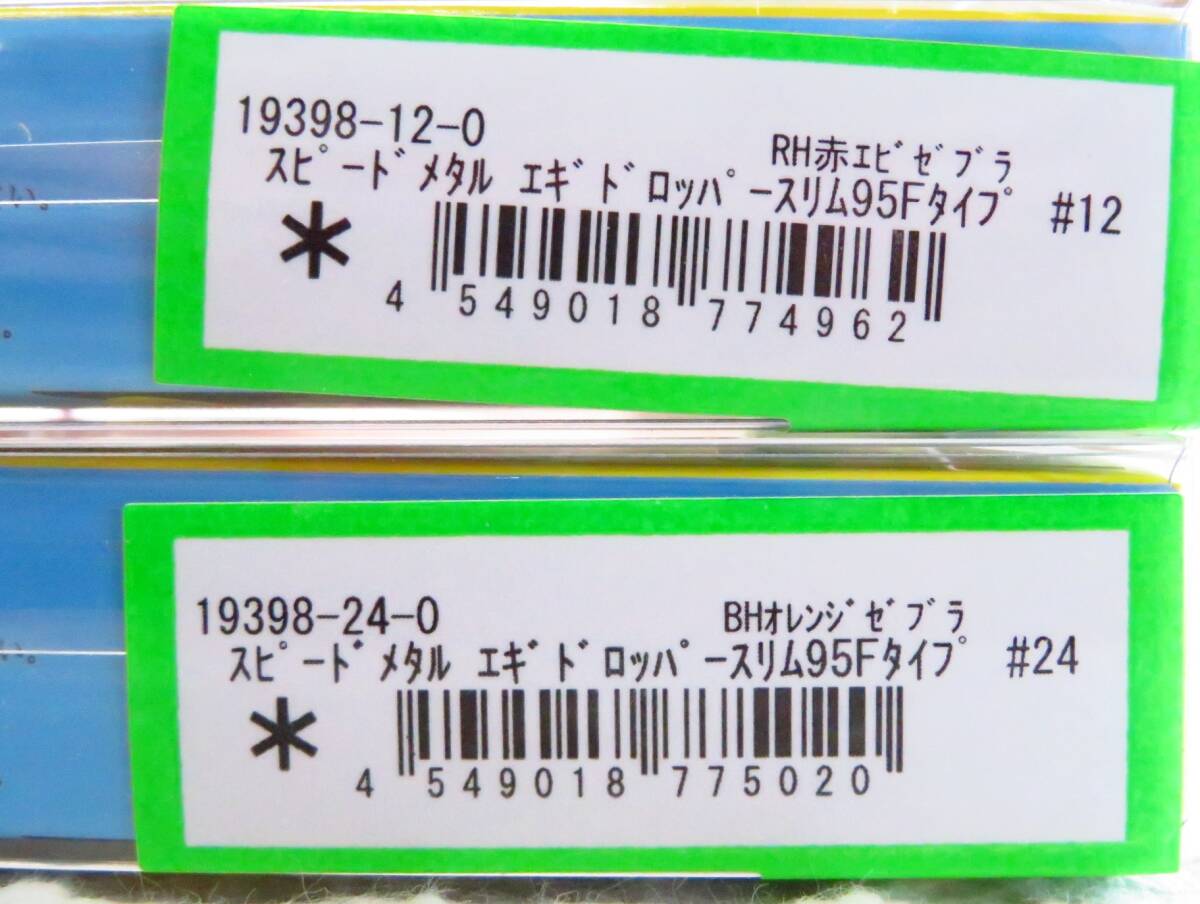 19398-12-0
RH赤ｴﾋﾞｾﾞﾌﾞﾗ
ｽﾋﾟｰﾄﾞﾒﾀﾙ ｴｷﾞﾄﾞﾛｯﾊﾟｰｽﾘﾑ95Fﾀｲﾌﾟ #12
*
4 549018 774962
い。
。
19398-24-0
BHｵﾚﾝｼﾞｾﾞﾌﾞﾗ
ｽﾋﾟｰﾄﾞﾒﾀﾙ ｴｷﾞﾄﾞﾛｯﾊﾟｰｽﾘﾑ95Fﾀｲﾌﾟ #24
*
4 549018 775020
い。